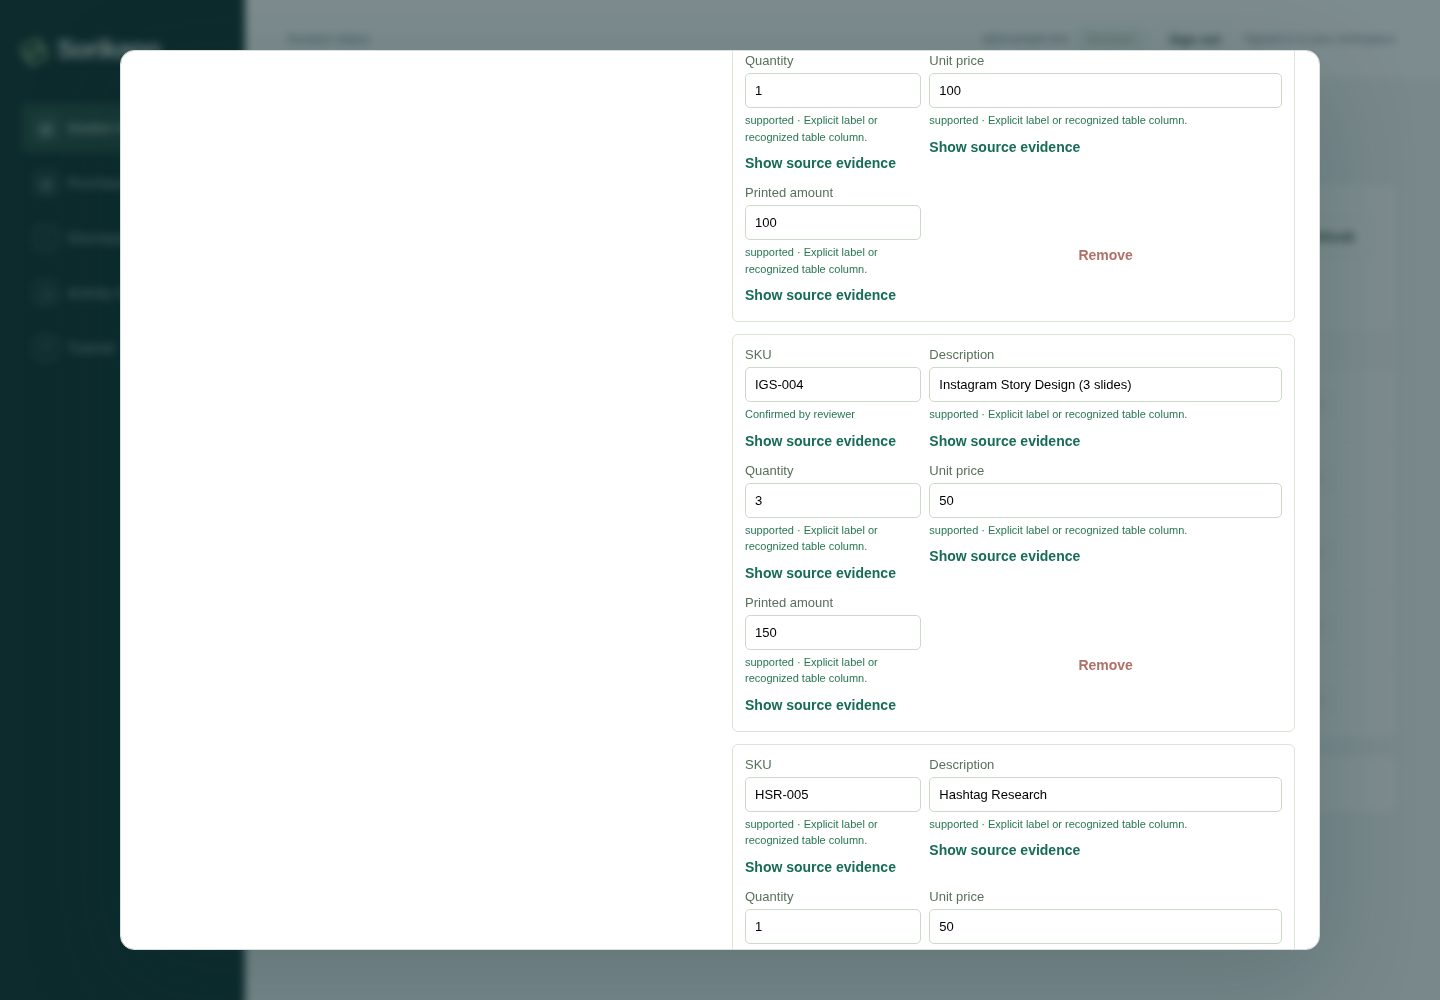 Quantity
Unit price
1
100
supported · Explicit label or recognized table column.
supported · Explicit label or recognized table column.
Show source evidence
Show source evidence
Printed amount
100
supported · Explicit label or recognized table column.
Remove
Show source evidence
SKU
Description
IGS-004
Instagram Story Design (3 slides)
Confirmed by reviewer
supported · Explicit label or recognized table column.
Show source evidence
Show source evidence
Quantity
Unit price
3
50
supported · Explicit label or recognized table column.
supported · Explicit label or recognized table column.
Show source evidence
Show source evidence
Printed amount
150
supported · Explicit label or recognized table column.
Remove
Show source evidence
SKU
Description
HSR-005
Hashtag Research
supported · Explicit label or recognized table column.
supported · Explicit label or recognized table column.
Show source evidence
Show source evidence
Quantity
Unit price
1
50